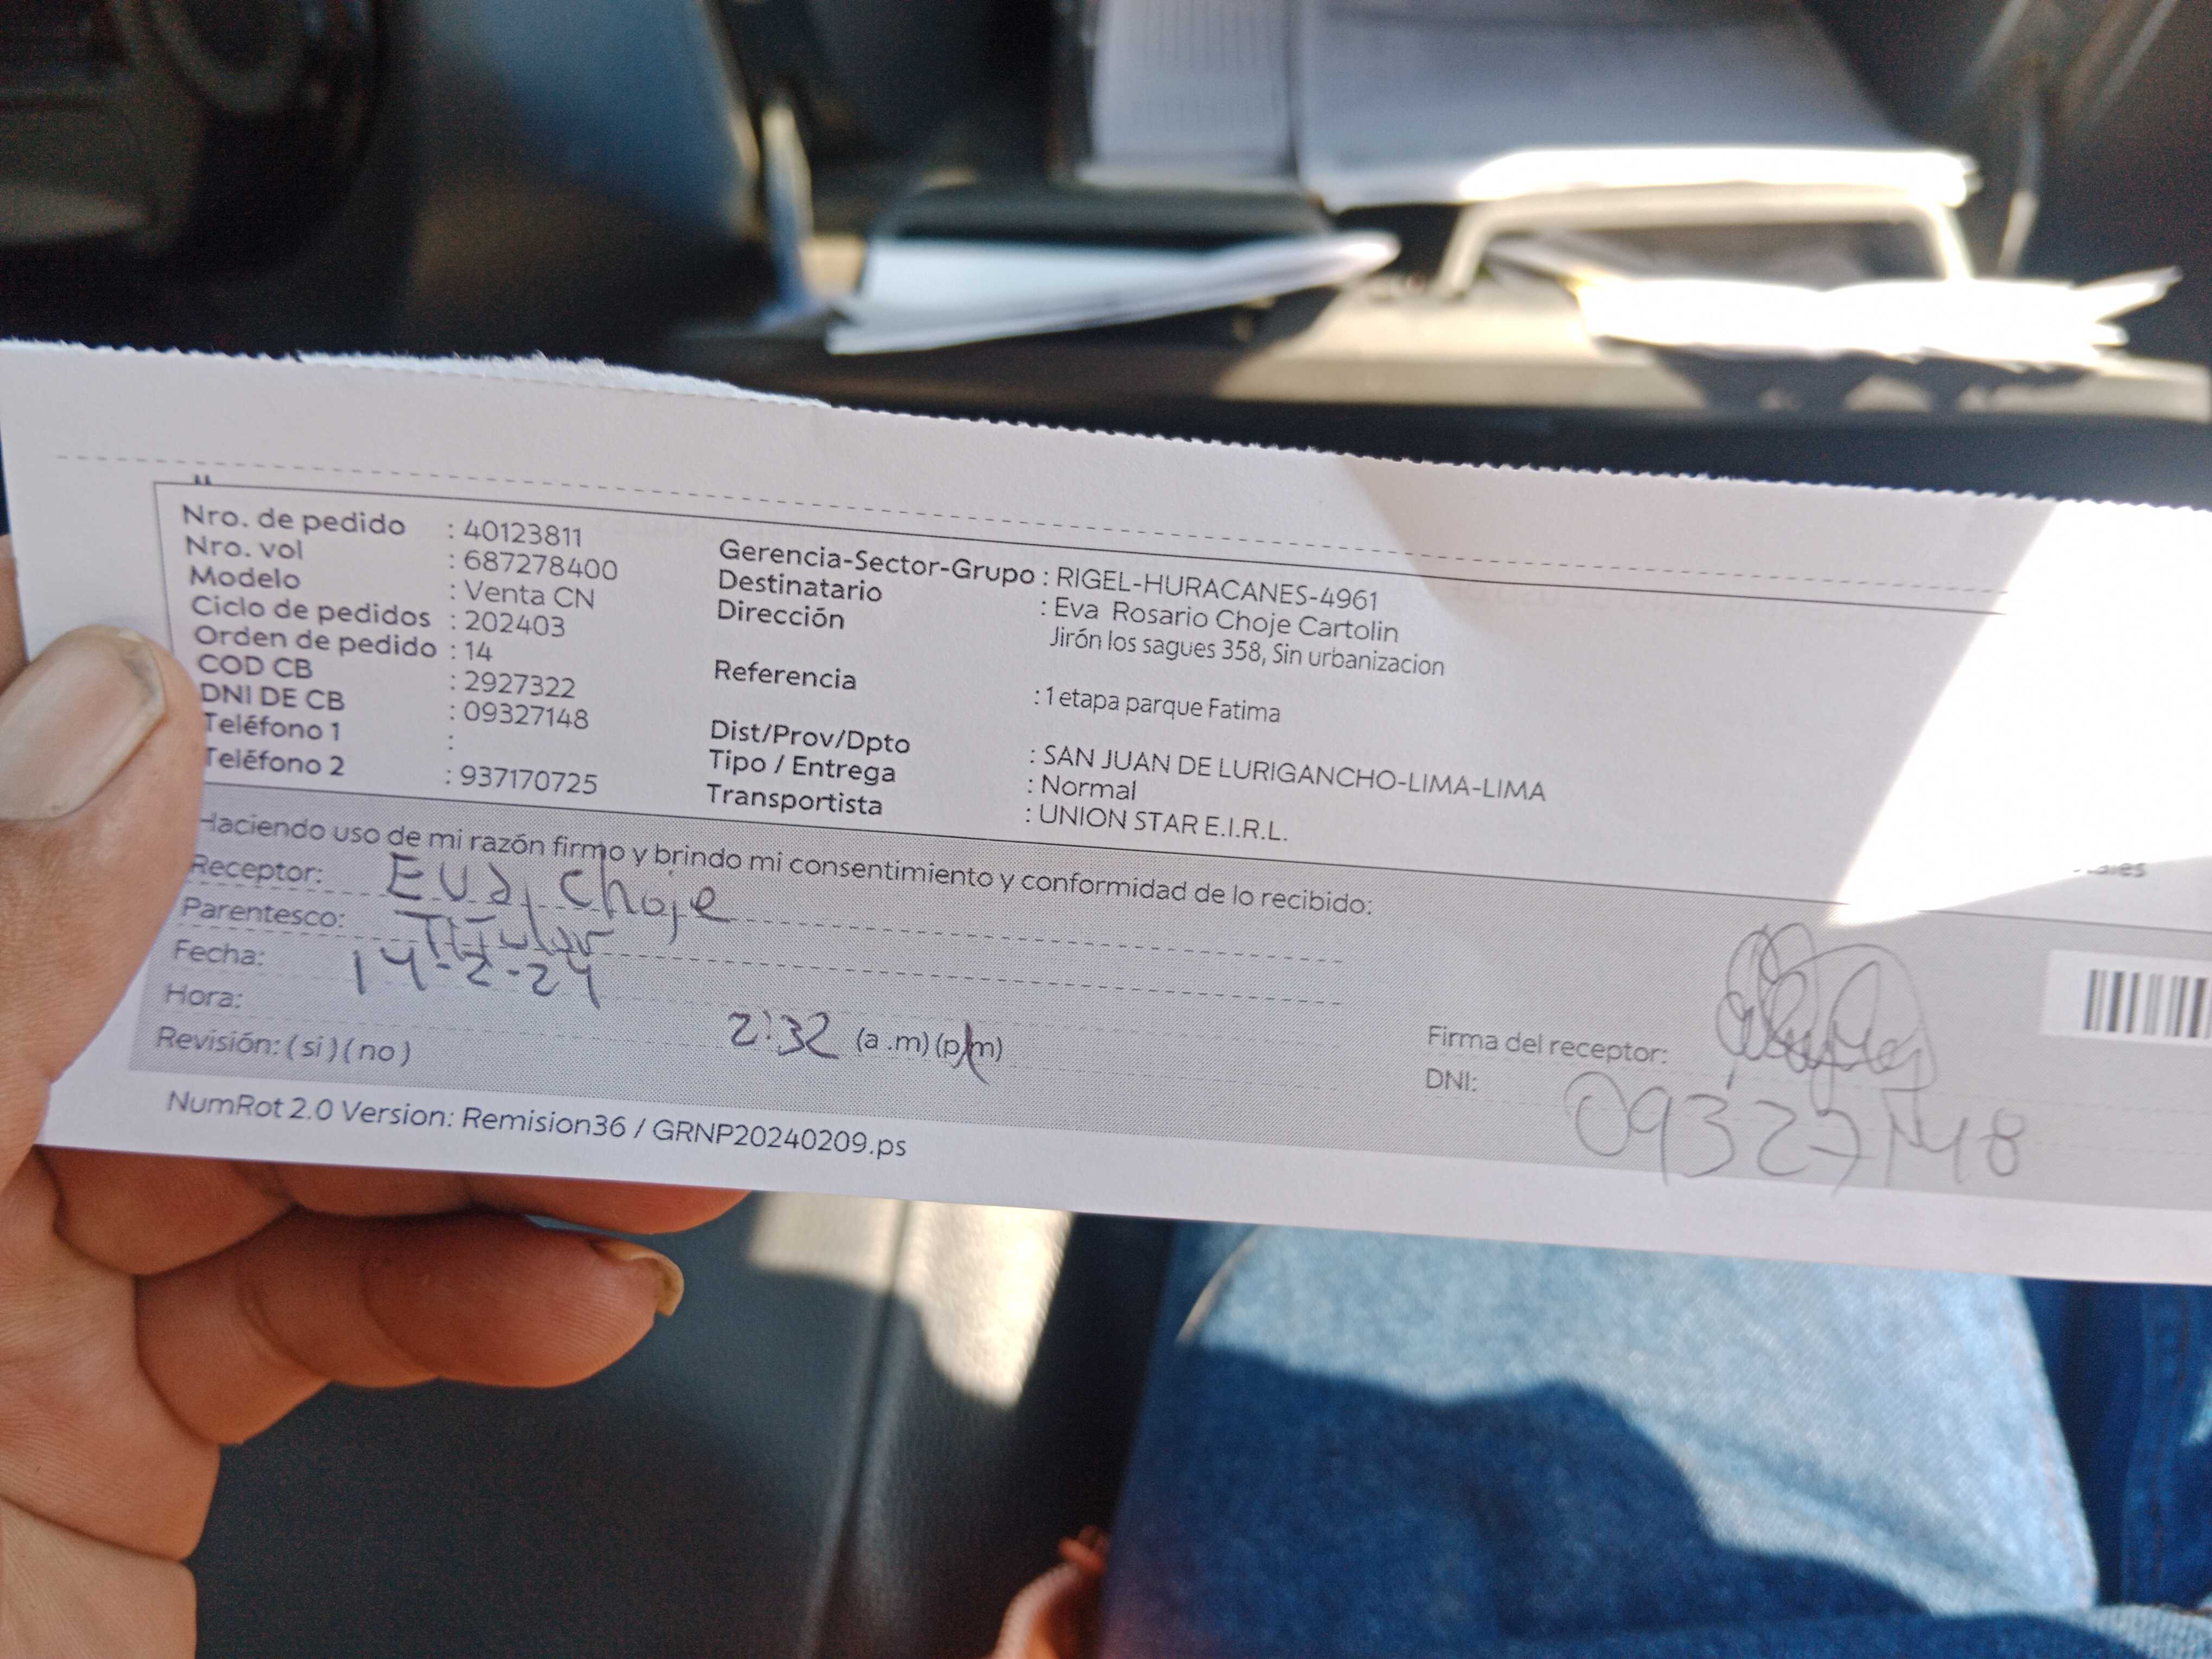 Nro. de pedido : 40123811
Nro. vol : 687278400
Modelo : Venta CN
Ciclo de pedidos : 202403
Orden de pedido : 14
COD CB : 2927322
DNI DE CB : 09327148
Teléfono 1 :
Teléfono 2 : 937170725
Gerencia-Sector-Grupo : RIGEL-HURACANES-4961
Destinatario : Eva Rosario Choje Cartolin
Dirección Jirón los sagues 358, Sin urbanizacion
Referencia : 1 etapa parque Fatima
Dist/Prov/Dpto : SAN JUAN DE LURIGANCHO-LIMA-LIMA
Tipo / Entrega : Normal
Transportista : UNION STAR E.I.R.L.
Haciendo uso de mi razón firmo y brindo mi consentimiento y conformidad de lo recibido:
Receptor: Eva Choje
Parentesco: Titular
Fecha: 14-2-24
Hora: 2:32 (a .m) (p.m)
Revisión: ( si ) ( no )
Firma del receptor:
DNI: 09327148
NumRot 2.0 Version: Remision36 / GRNP20240209.ps